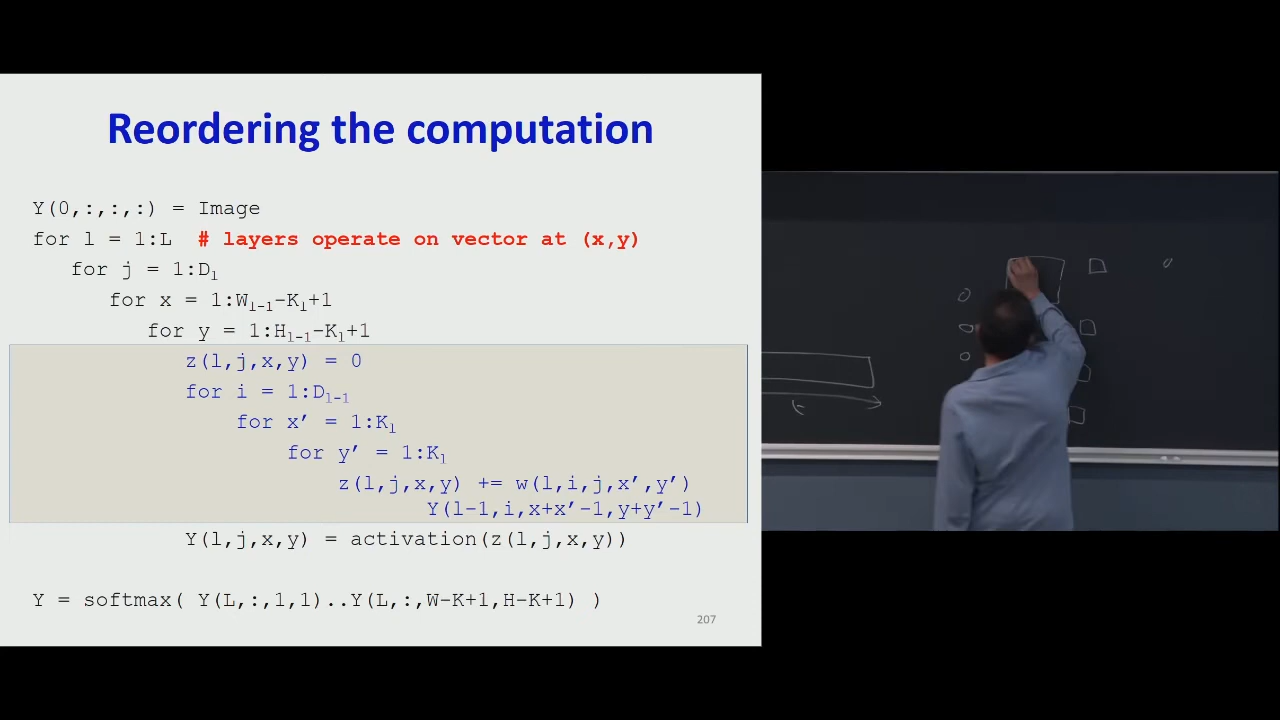 Reordering the computation
Y(0,:,:,:) = Image
for l = 1:L # layers operate on vector at (x,y)
for j = 1:Dl
for x = 1:Wl-1-Kl+1
for y = 1:Hl-1-Kl+1
z(l,j,x,y) = 0
for i = 1:Dl-1
for x′ = 1:Kl
for y′ = 1:Kl
z(l,j,x,y) += w(l,i,j,x′,y′)
Y(l-1,i,x+x′-1,y+y′-1)
Y(l,j,x,y) = activation(z(l,j,x,y))
Y = softmax( Y(L,:,1,1)..Y(L,:,W-K+1,H-K+1) )
207